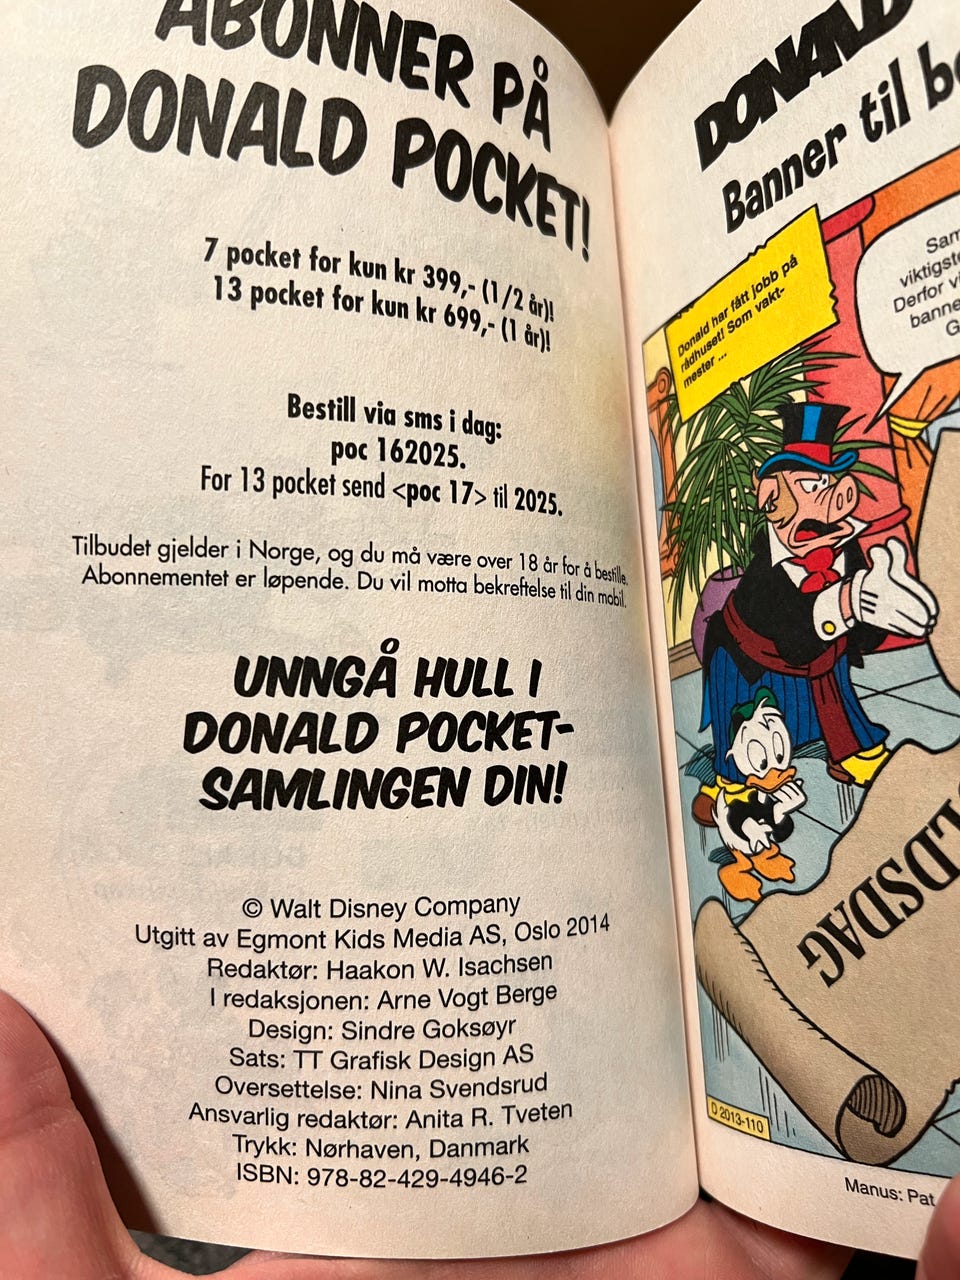 ABONNER PÅ
DONALD POCKET!
7 pocket for kun kr 399,- (1/2 år)!
13 pocket for kun kr 699,- (1 år)!
Bestill via sms i dag:
poc 162025.
For 13 pocket send <poc 17> til 2025.
Tilbudet gjelder i Norge, og du må være over 18 år for å bestille.
Abonnementet er løpende. Du vil motta bekreftelse til din mobil.
UNNGÅ HULL I
DONALD POCKET-
SAMLINGEN DIN!
© Walt Disney Company
Utgitt av Egmont Kids Media AS, Oslo 2014
Redaktør: Haakon W. Isachsen
I redaksjonen: Arne Vogt Berge
Design: Sindre Goksøyr
Sats: TT Grafisk Design AS
Oversettelse: Nina Svendsrud
Ansvarlig redaktør: Anita R. Tveten
Trykk: Nørhaven, Danmark
ISBN: 978-82-429-4946-2
DONALD
Banner til
Donald har fått jobb på
rådhuset! Som vakt-
mester ...
Derfor
D 2013-110
Manus: Pat